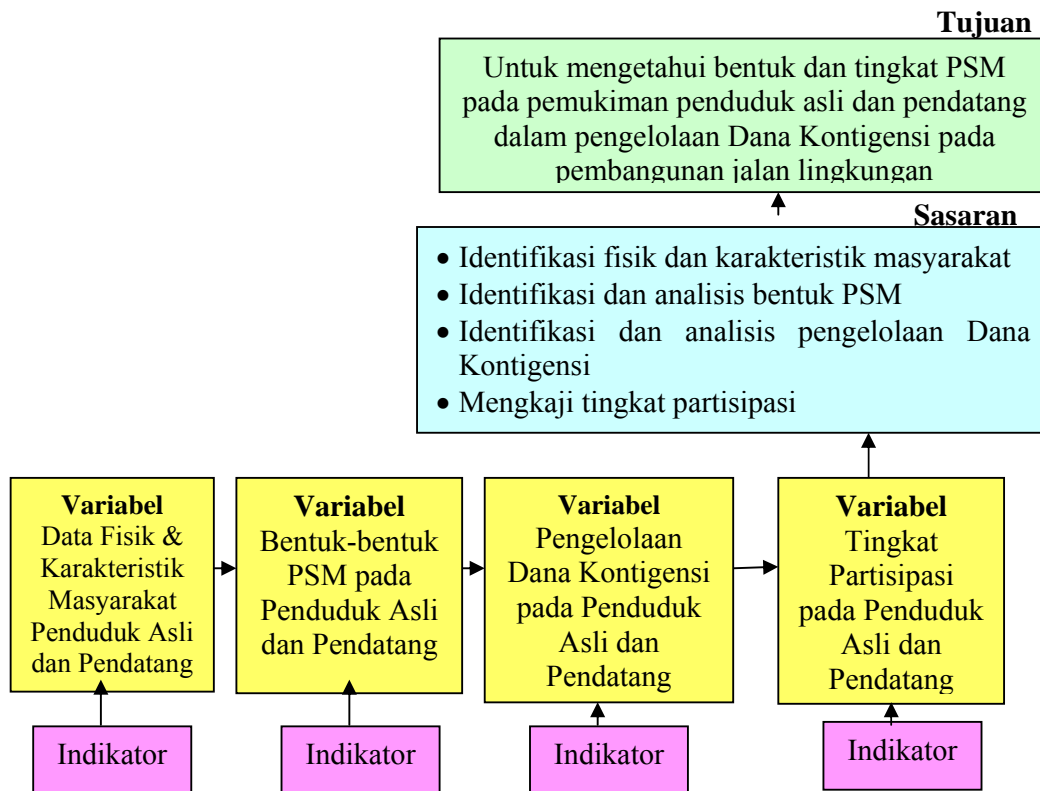 Tujuan
Untuk mengetahui bentuk dan tingkat PSM
pada pemukiman penduduk asli dan pendatang
dalam pengelolaan Dana Kontigensi pada
pembangunan jalan lingkungan
Sasaran
• Identifikasi fisik dan karakteristik masyarakat
• Identifikasi dan analisis bentuk PSM
• Identifikasi dan analisis pengelolaan Dana
Kontigensi
• Mengkaji tingkat partisipasi
Variabel
Data Fisik &
Karakteristik
Masyarakat
Penduduk Asli
dan Pendatang
Variabel
Bentuk-bentuk
PSM pada
Penduduk Asli
dan Pendatang
Variabel
Pengelolaan
Dana Kontigensi
pada Penduduk
Asli dan
Pendatang
Variabel
Tingkat
Partisipasi
pada Penduduk
Asli dan
Pendatang
Indikator
Indikator
Indikator
Indikator